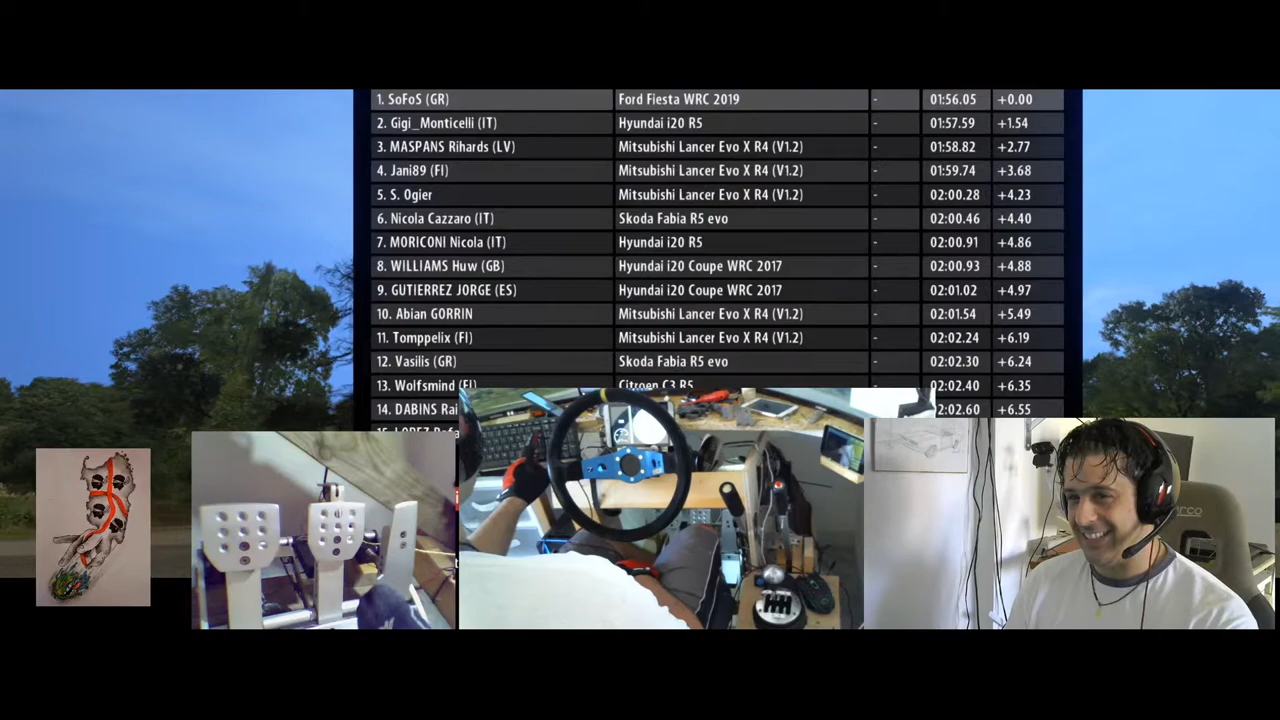 1. SoFoS (GR) Ford Fiesta WRC 2019 - 01:56.05 +0.00
2. Gigi_Monticelli (IT) Hyundai i20 R5 - 01:57.59 +1.54
3. MASPANS Rihards (LV) Mitsubishi Lancer Evo X R4 (V1.2) - 01:58.82 +2.77
4. Jani89 (FI) Mitsubishi Lancer Evo X R4 (V1.2) - 01:59.74 +3.68
5. S. Ogier Mitsubishi Lancer Evo X R4 (V1.2) - 02:00.28 +4.23
6. Nicola Cazzaro (IT) Skoda Fabia R5 evo - 02:00.46 +4.40
7. MORICONI Nicola (IT) Hyundai i20 R5 - 02:00.91 +4.86
8. WILLIAMS Huw (GB) Hyundai i20 Coupe WRC 2017 - 02:00.93 +4.88
9. GUTIERREZ JORGE (ES) Hyundai i20 Coupe WRC 2017 - 02:01.02 +4.97
10. Abian GORRIN Mitsubishi Lancer Evo X R4 (V1.2) - 02:01.54 +5.49
11. Tomppelix (FI) Mitsubishi Lancer Evo X R4 (V1.2) - 02:02.24 +6.19
12. Vasilis (GR) Skoda Fabia R5 evo - 02:02.30 +6.24
13. Wolfsmind (FI) Citroen C3 R5 - 02:02.40 +6.35
14. DABINS Rai 02:02.60 +6.55